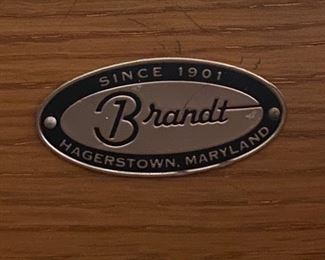 SINCE 1901
Brandt
HAGERSTOWN, MARYLAND